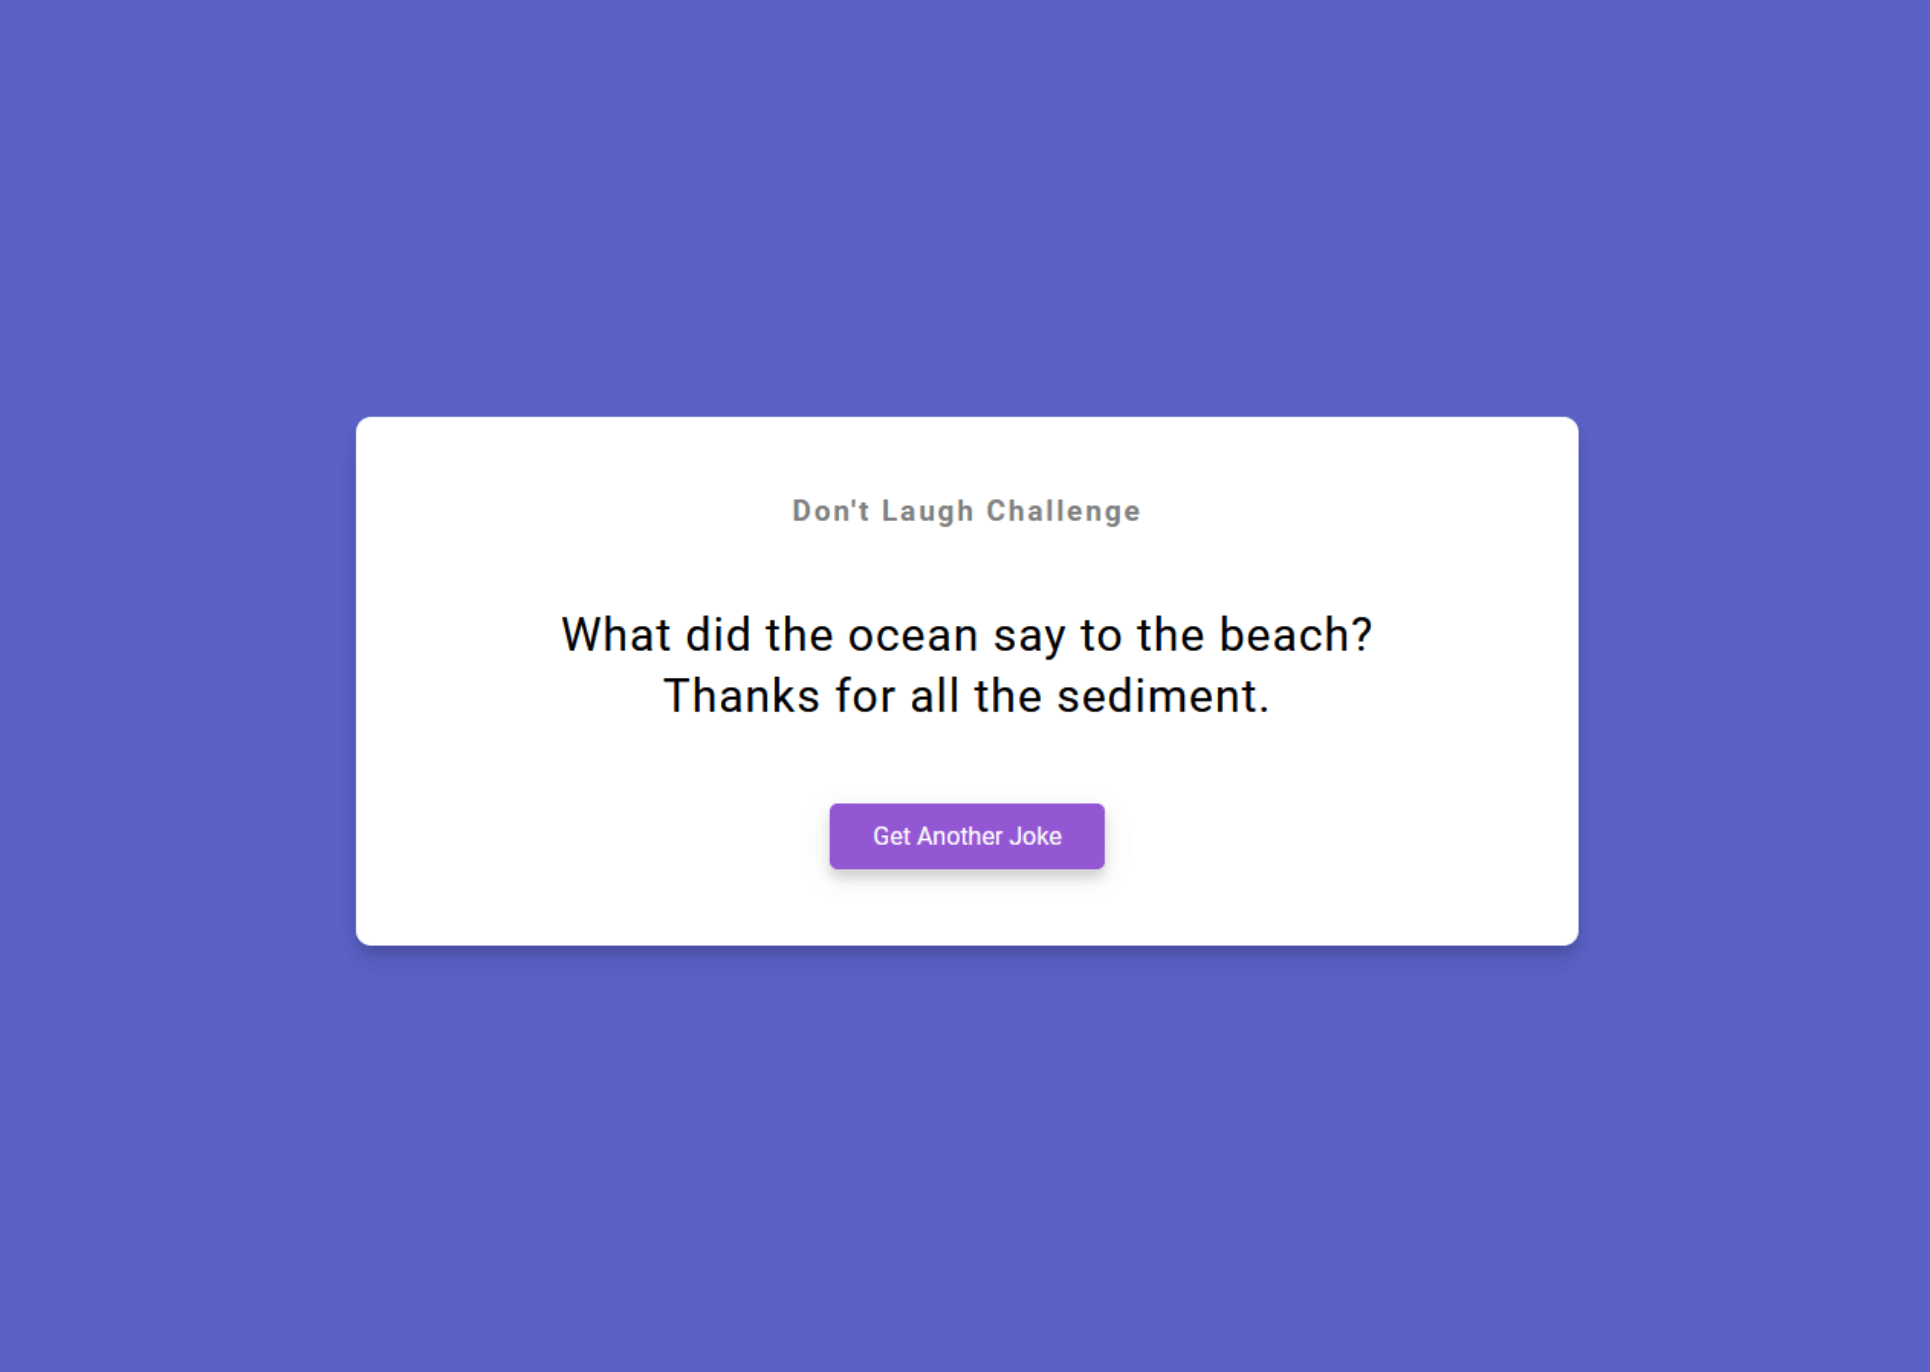 Don't Laugh Challenge
What did the ocean say to the beach?
Thanks for all the sediment.
Get Another Joke